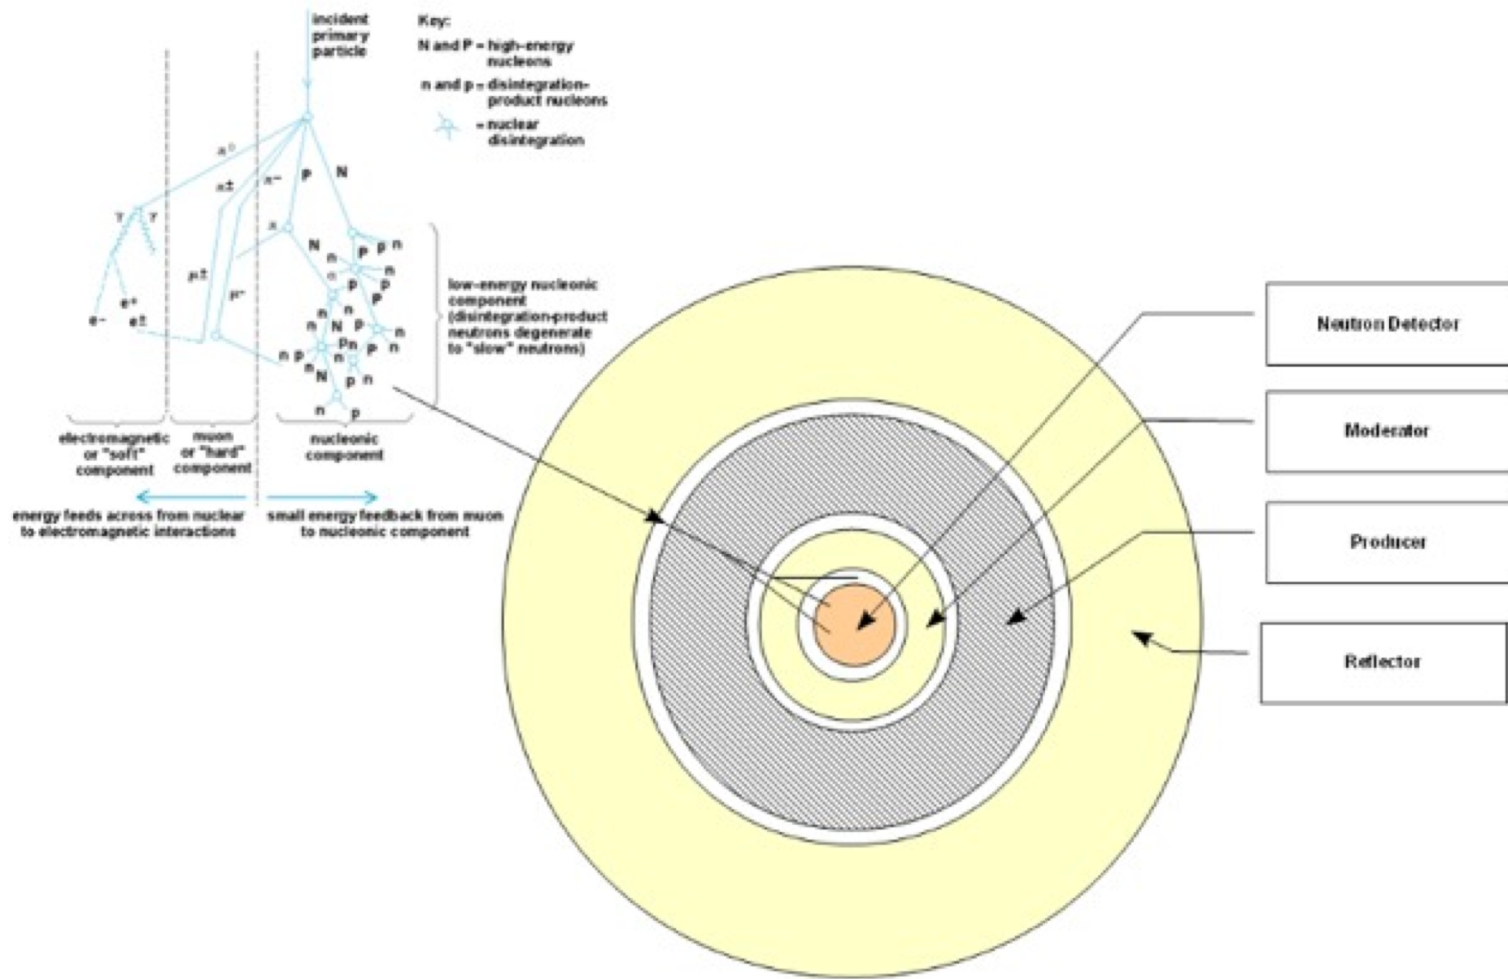 incident
primary
particle
Key:
N and P = high-energy
nucleons
n and p = disintegration-
product nucleons
= nuclear
disintegration
π°
π±
π-
P
N
γ
γ
π
N
P
p
n
n
n
p
p
P
μ±
μ-
e+
e-
e±
n
n
n
N
p
n
n
p
n
n
P
n
n
p
n
N
p
n
n
p
low-energy nucleonic
component
(disintegration-product
neutrons degenerate
to "slow" neutrons)
electromagnetic
or "soft"
component
muon
or "hard"
component
nucleonic
component
energy feeds across from nuclear
to electromagnetic interactions
small energy feedback from muon
to nucleonic component
Neutron Detector
Moderator
Producer
Reflector